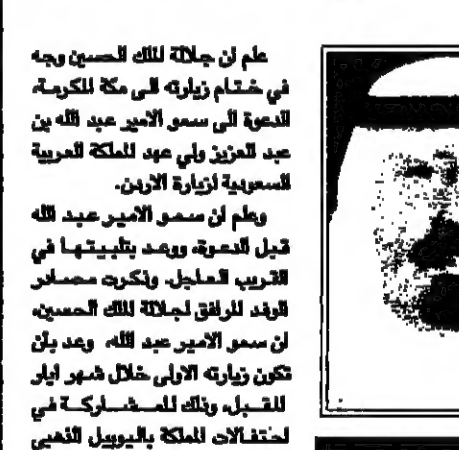 علم ان جلالة الملك الحسين وجه
في ختام زيارته الى مكة المكرمة،
الدعوة الى سمو الامير عبد الله بن
عبد العزيز ولي عهد المملكة العربية
السعودية لزيارة الاردن.
وعلم ان سمو الامير عبد الله
قبل الدعوة، ووعد بتلبيتها في
القريب العاجل. وذكرت مصادر
الوفد المرافق لجلالة الملك الحسين،
ان سمو الامير عبد الله، وعد بأن
تكون زيارته الاولى خلال شهر ايار
المقبل، وذلك للمشاركة في
احتفالات المملكة باليوبيل الذهبي